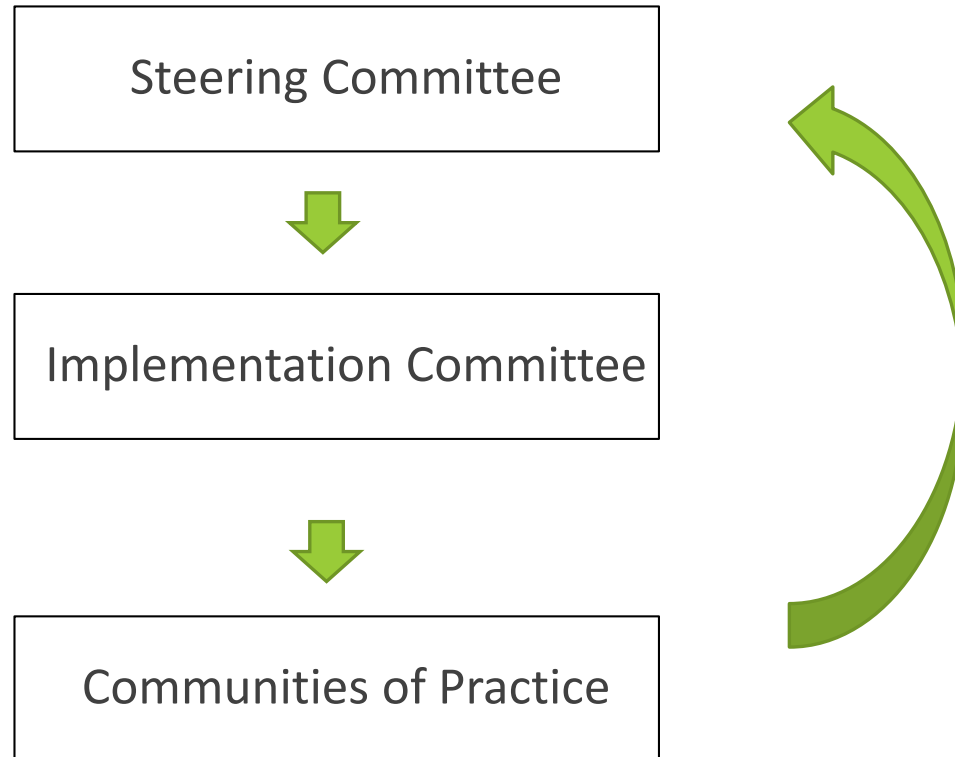 Steering Committee
Implementation Committee
Communities of Practice